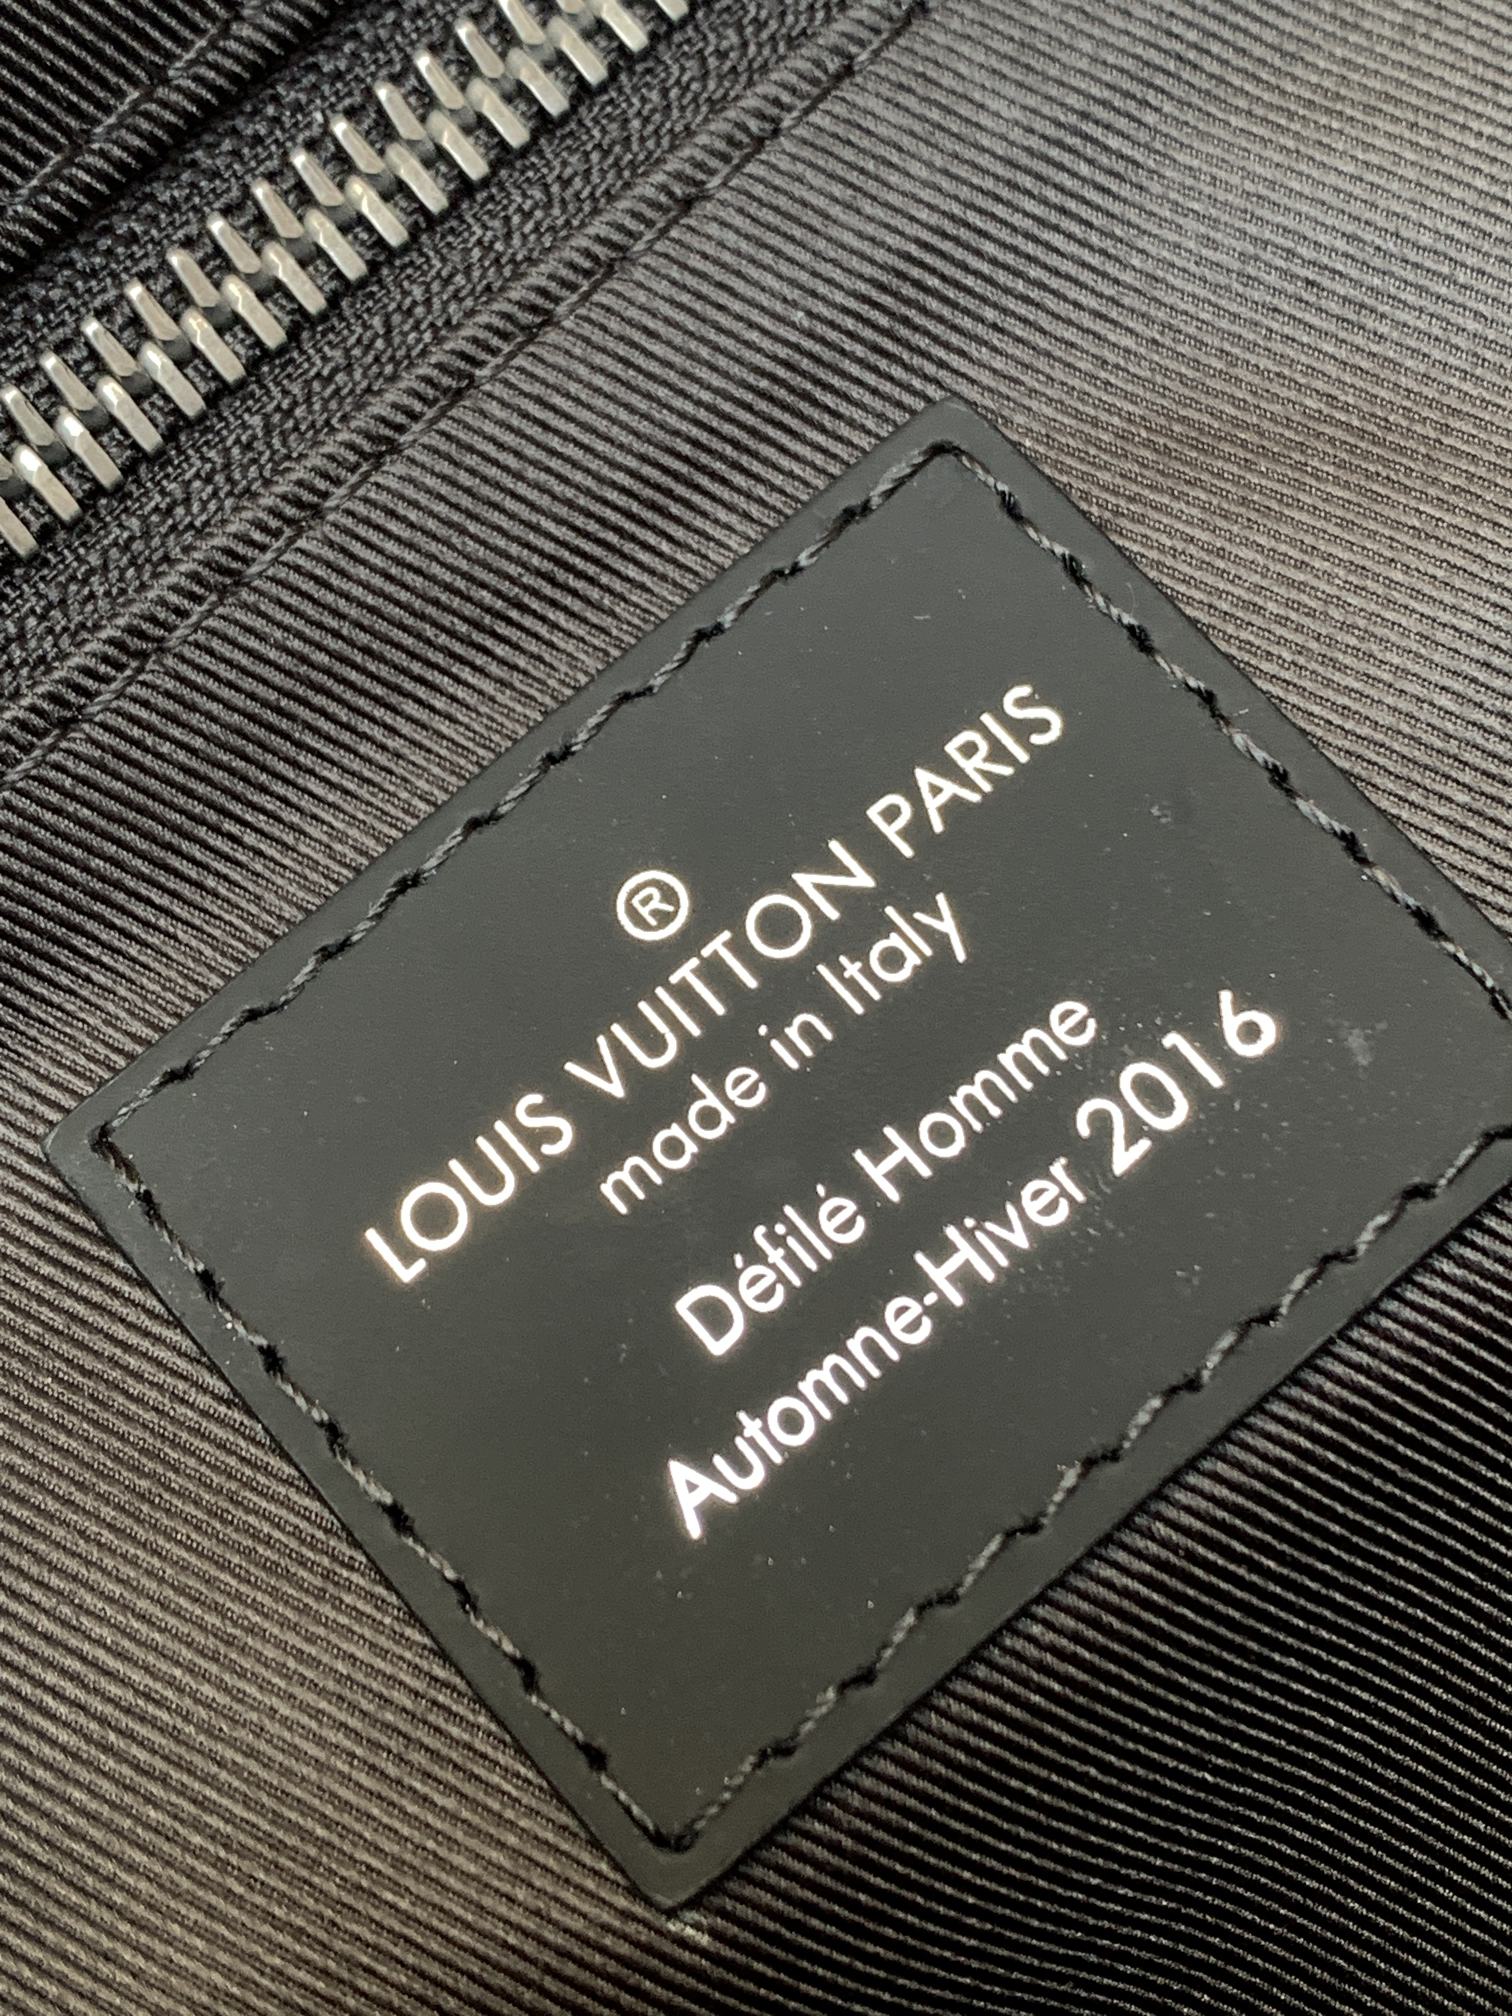 ®
LOUIS VUITTON PARIS
made in Italy
Défilé Homme
Automne-Hiver 2016